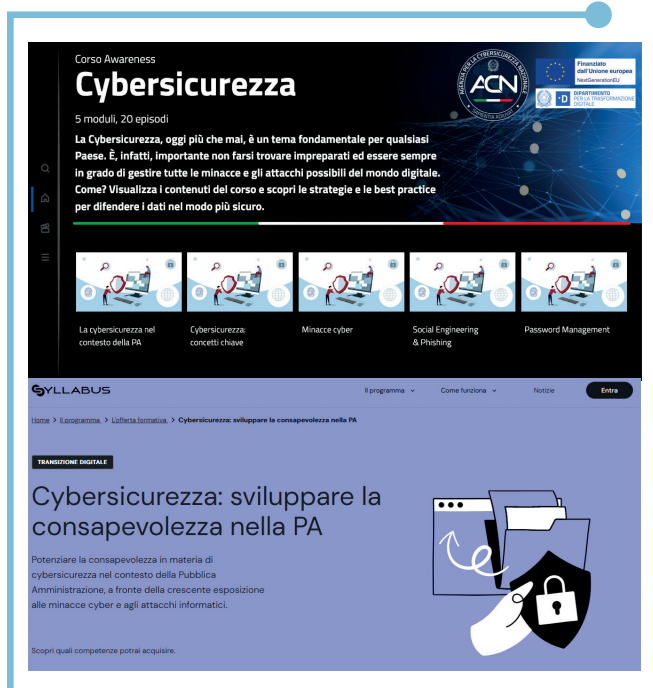 Corso Awareness
Cybersicurezza
5 moduli, 20 episodi
La Cybersicurezza, oggi più che mai, è un tema fondamentale per qualsiasi
Paese. È, infatti, importante non farsi trovare impreparati ed essere sempre
in grado di gestire tutte le minacce e gli attacchi possibili del mondo digitale.
Come? Visualizza i contenuti del corso e scopri le strategie e le best practice
per difendere i dati nel modo più sicuro.
AGENZIA PER LA CYBERSICUREZZA NAZIONALE
ACN
Finanziato
dall'Unione europea
NextGenerationEU
DIPARTIMENTO
PER LA TRASFORMAZIONE
DIGITALE
La cybersicurezza nel
contesto della PA
Cybersicurezza:
concetti chiave
Minacce cyber
Social Engineering
& Phishing
Password Management
SYLLABUS
Il programma
Come funziona
Notizie
Entra
Home > Il programma > L'offerta formativa > Cybersicurezza: sviluppare la consapevolezza nella PA
TRANSIZIONE DIGITALE
Cybersicurezza: sviluppare la
consapevolezza nella PA
Potenziare la consapevolezza in materia di
cybersicurezza nel contesto della Pubblica
Amministrazione, a fronte della crescente esposizione
alle minacce cyber e agli attacchi informatici.
Scopri quali competenze potrai acquisire.